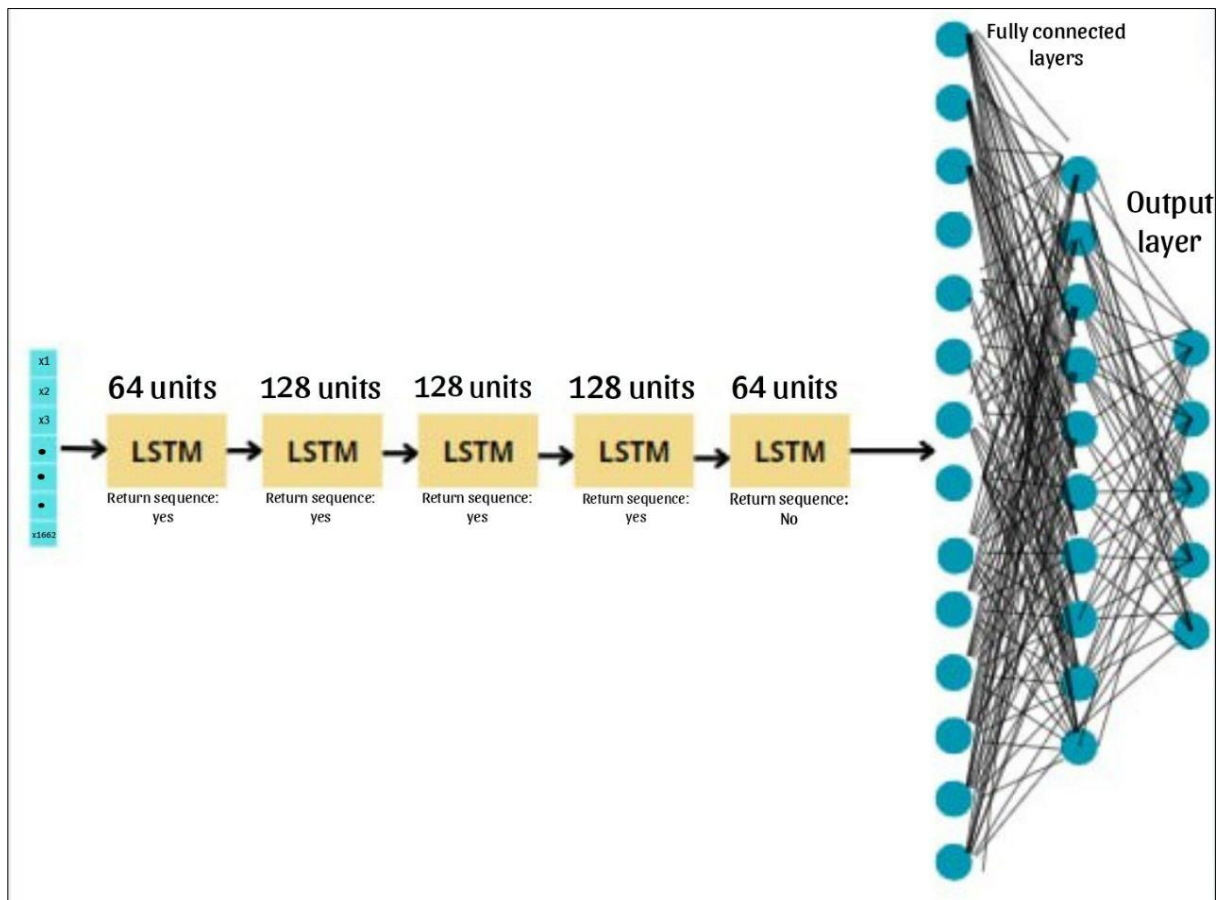 Fully connected
layers
Output
layer
x1
x2
x3
x1662
64 units
128 units
128 units
128 units
64 units
LSTM
LSTM
LSTM
LSTM
LSTM
Return sequence:
yes
Return sequence:
yes
Return sequence:
yes
Return sequence:
yes
Return sequence:
No